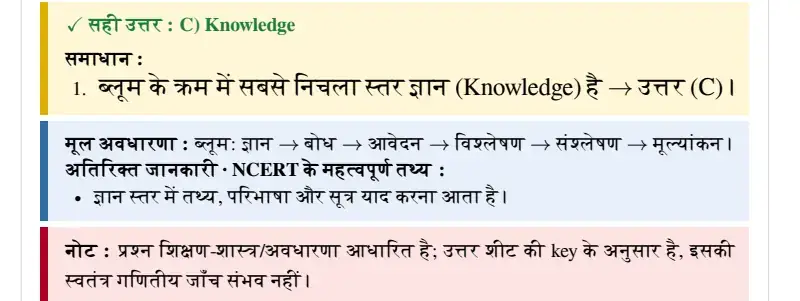 ✓ सही उत्तर : C) Knowledge
समाधान :
1. ब्लूम के क्रम में सबसे निचला स्तर ज्ञान (Knowledge) है → उत्तर (C)।
मूल अवधारणा : ब्लूम: ज्ञान → बोध → आवेदन → विश्लेषण → संश्लेषण → मूल्यांकन।
अतिरिक्त जानकारी · NCERT के महत्वपूर्ण तथ्य :
• ज्ञान स्तर में तथ्य, परिभाषा और सूत्र याद करना आता है।
नोट : प्रश्न शिक्षण-शास्त्र/अवधारणा आधारित है; उत्तर शीट की key के अनुसार है, इसकी
स्वतंत्र गणितीय जाँच संभव नहीं।